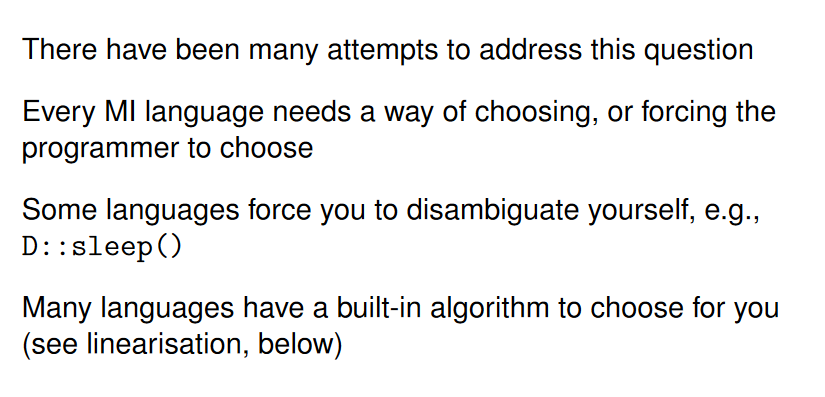 There have been many attempts to address this question
Every MI language needs a way of choosing, or forcing the
programmer to choose
Some languages force you to disambiguate yourself, e.g.,
D::sleep()
Many languages have a built-in algorithm to choose for you
(see linearisation, below)